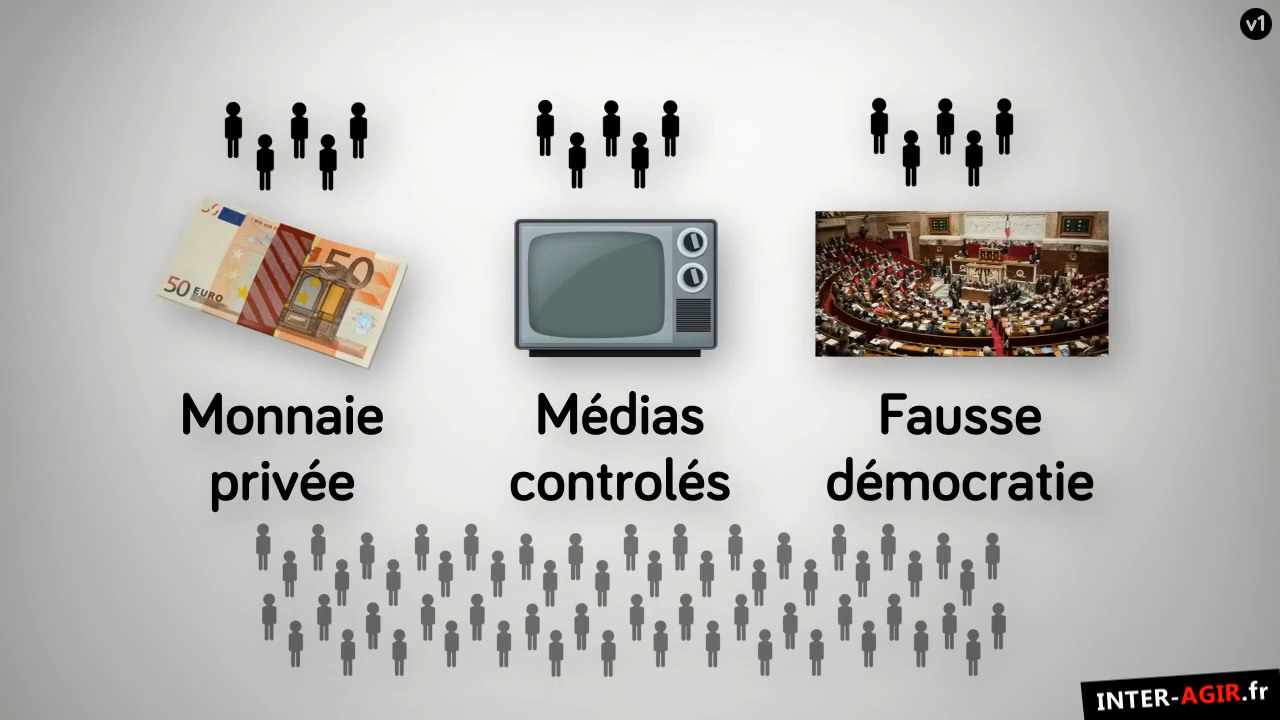 v1
50 EURO
50
Monnaie
privée
Médias
controlés
Fausse
démocratie
INTER-AGIR.fr